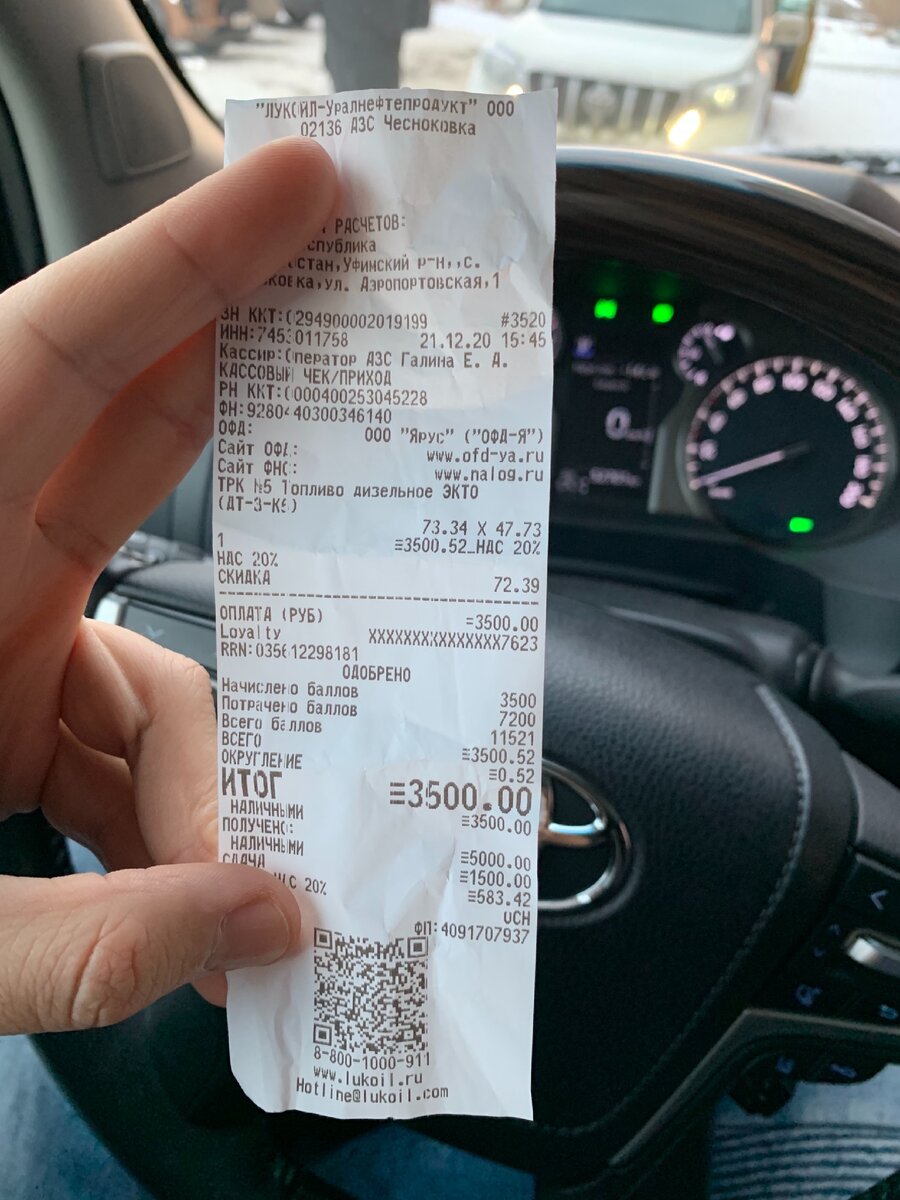 "ЛУКОЙЛ-Уралнефтепродукт" ООО
02136 АЗС Чесноковка
РАСЧЕТОВ:
спублика
стан,Уфимский р-н,,с.
ковка,ул. Аэропортовская,1
ЗН ККТ:0294900002019199 #3520
ИНН:7453011758 21.12.20 15:45
Кассир:Оператор АЗС Галина Е. А.
КАССОВЫЙ ЧЕК/ПРИХОД
РН ККТ:0000400253045228
ФН:9280440300346140
ОФД: ООО "Ярус" ("ОФД-Я")
Сайт ОФД: www.ofd-ya.ru
Сайт ФНС: www.nalog.ru
ТРК №5 Топливо дизельное ЭКТО
(ДТ-З-К5)
73.34 X 47.73
1 ≡3500.52_НДС 20%
НДС 20%
СКИДКА 72.39
ОПЛАТА (РУБ) =3500.00
Loyalty XXXXXXXXXXXXXXX7623
RRN:035612298181
ОДОБРЕНО
Начислено баллов 3500
Потрачено баллов 7200
Всего баллов 11521
ВСЕГО ≡3500.52
ОКРУГЛЕНИЕ ≡0.52
ИТОГ ≡3500.00
НАЛИЧНЫМИ ≡3500.00
ПОЛУЧЕНО:
НАЛИЧНЫМИ ≡5000.00
СДАЧА ≡1500.00
20% ≡583.42
ОСН
ФП:4091707937
8-800-1000-911
www.lukoil.ru
Hotline@lukoil.com